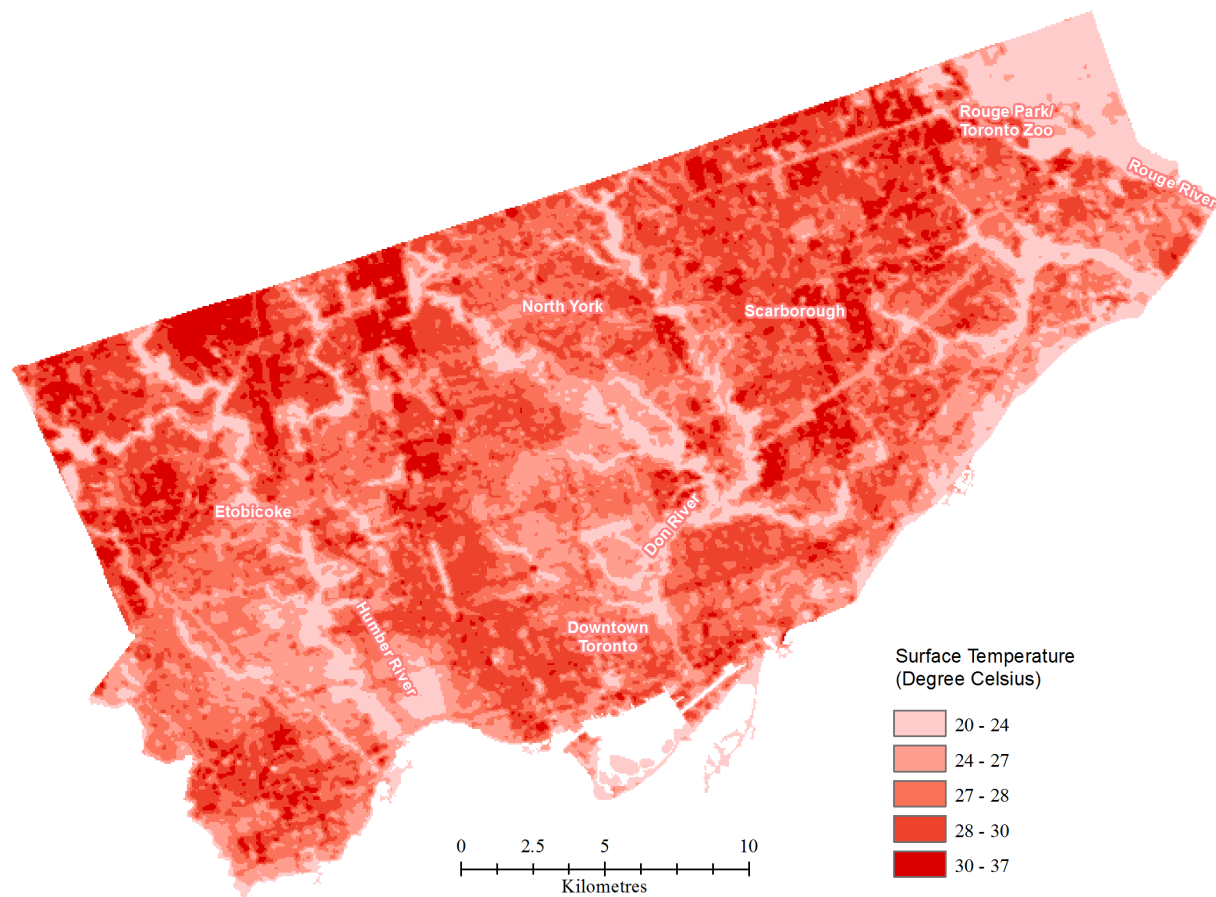 Rouge Park/
Toronto Zoo
Rouge River
North York
Scarborough
Etobicoke
Don River
Humber River
Downtown
Toronto
Surface Temperature
(Degree Celsius)
20 - 24
24 - 27
27 - 28
28 - 30
30 - 37
0 2.5 5 10
Kilometres